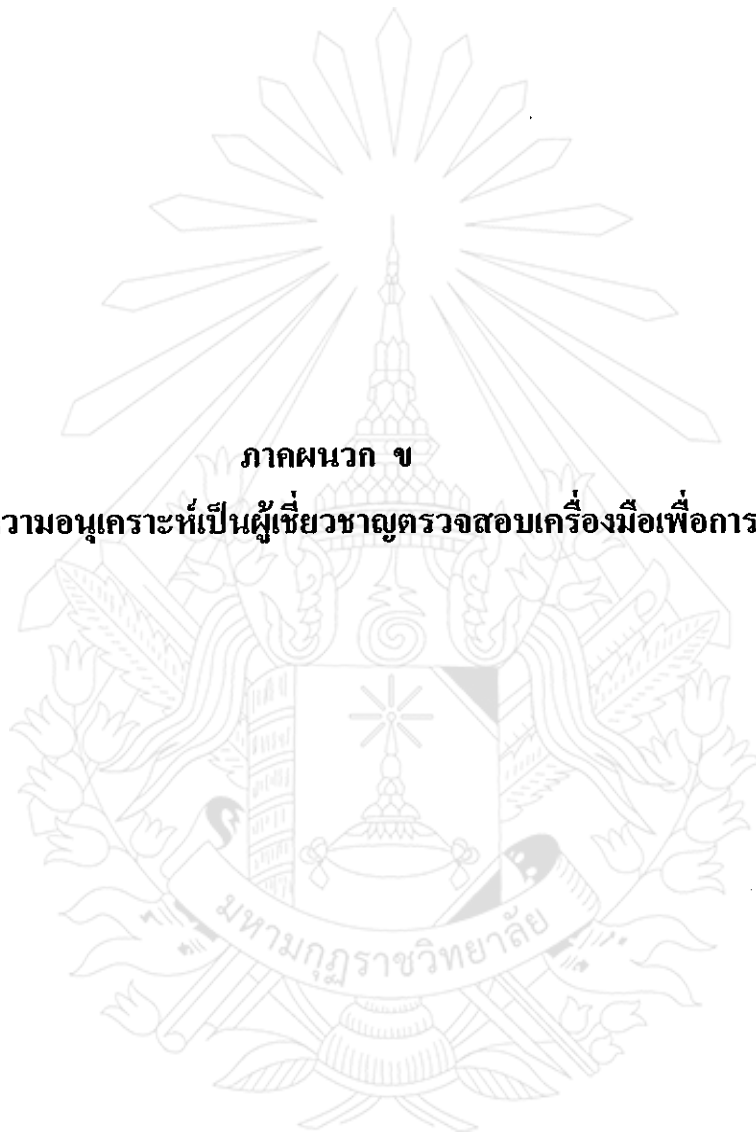 ภาคผนวก ข
วามอนุเคราะห์เป็นผู้เชี่ยวชาญตรวจสอบเครื่องมือเพื่อการ
มหามกุฏราชวิทยาลัย